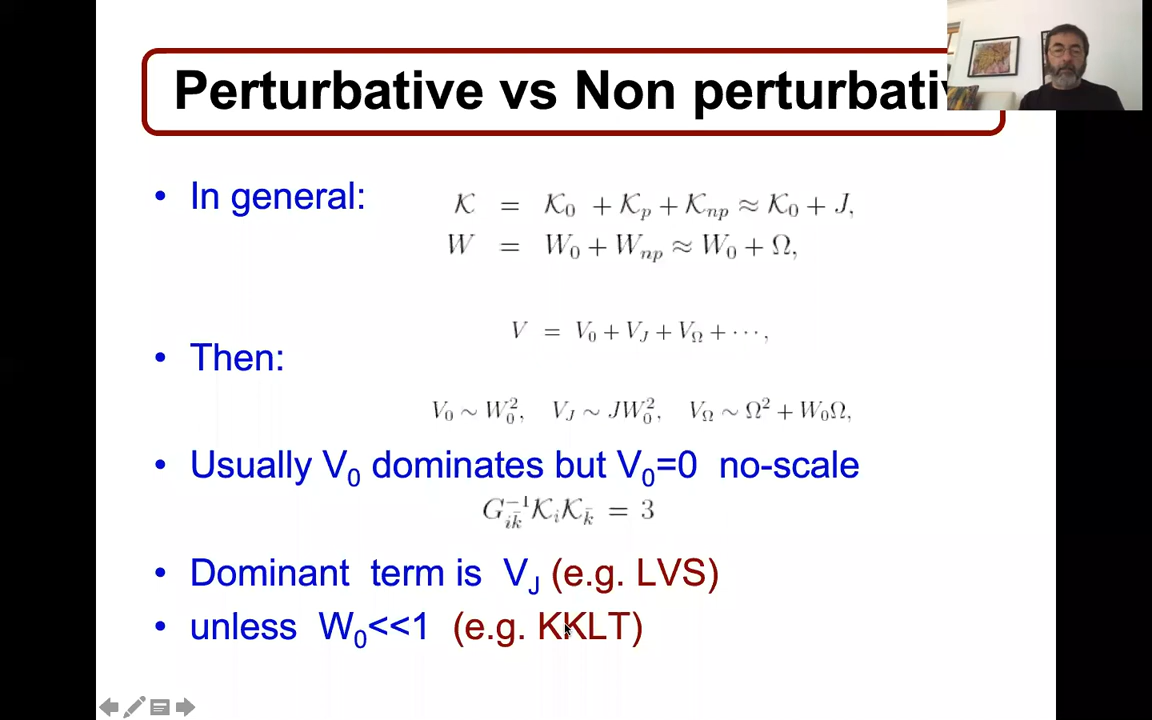 Perturbative vs Non perturbati
• In general:
𝒦 = 𝒦₀ + 𝒦ₚ + 𝒦ₙₚ ≈ 𝒦₀ + J,
W = W₀ + Wₙₚ ≈ W₀ + Ω,
V = V₀ + V_J + V_Ω + ⋯,
• Then:
V₀ ∼ W₀², V_J ∼ JW₀², V_Ω ∼ Ω² + W₀Ω,
• Usually V₀ dominates but V₀=0 no-scale
G⁻¹_{ik̄}𝒦ᵢ𝒦_{k̄} = 3
• Dominant term is V_J (e.g. LVS)
• unless W₀<<1 (e.g. KKLT)